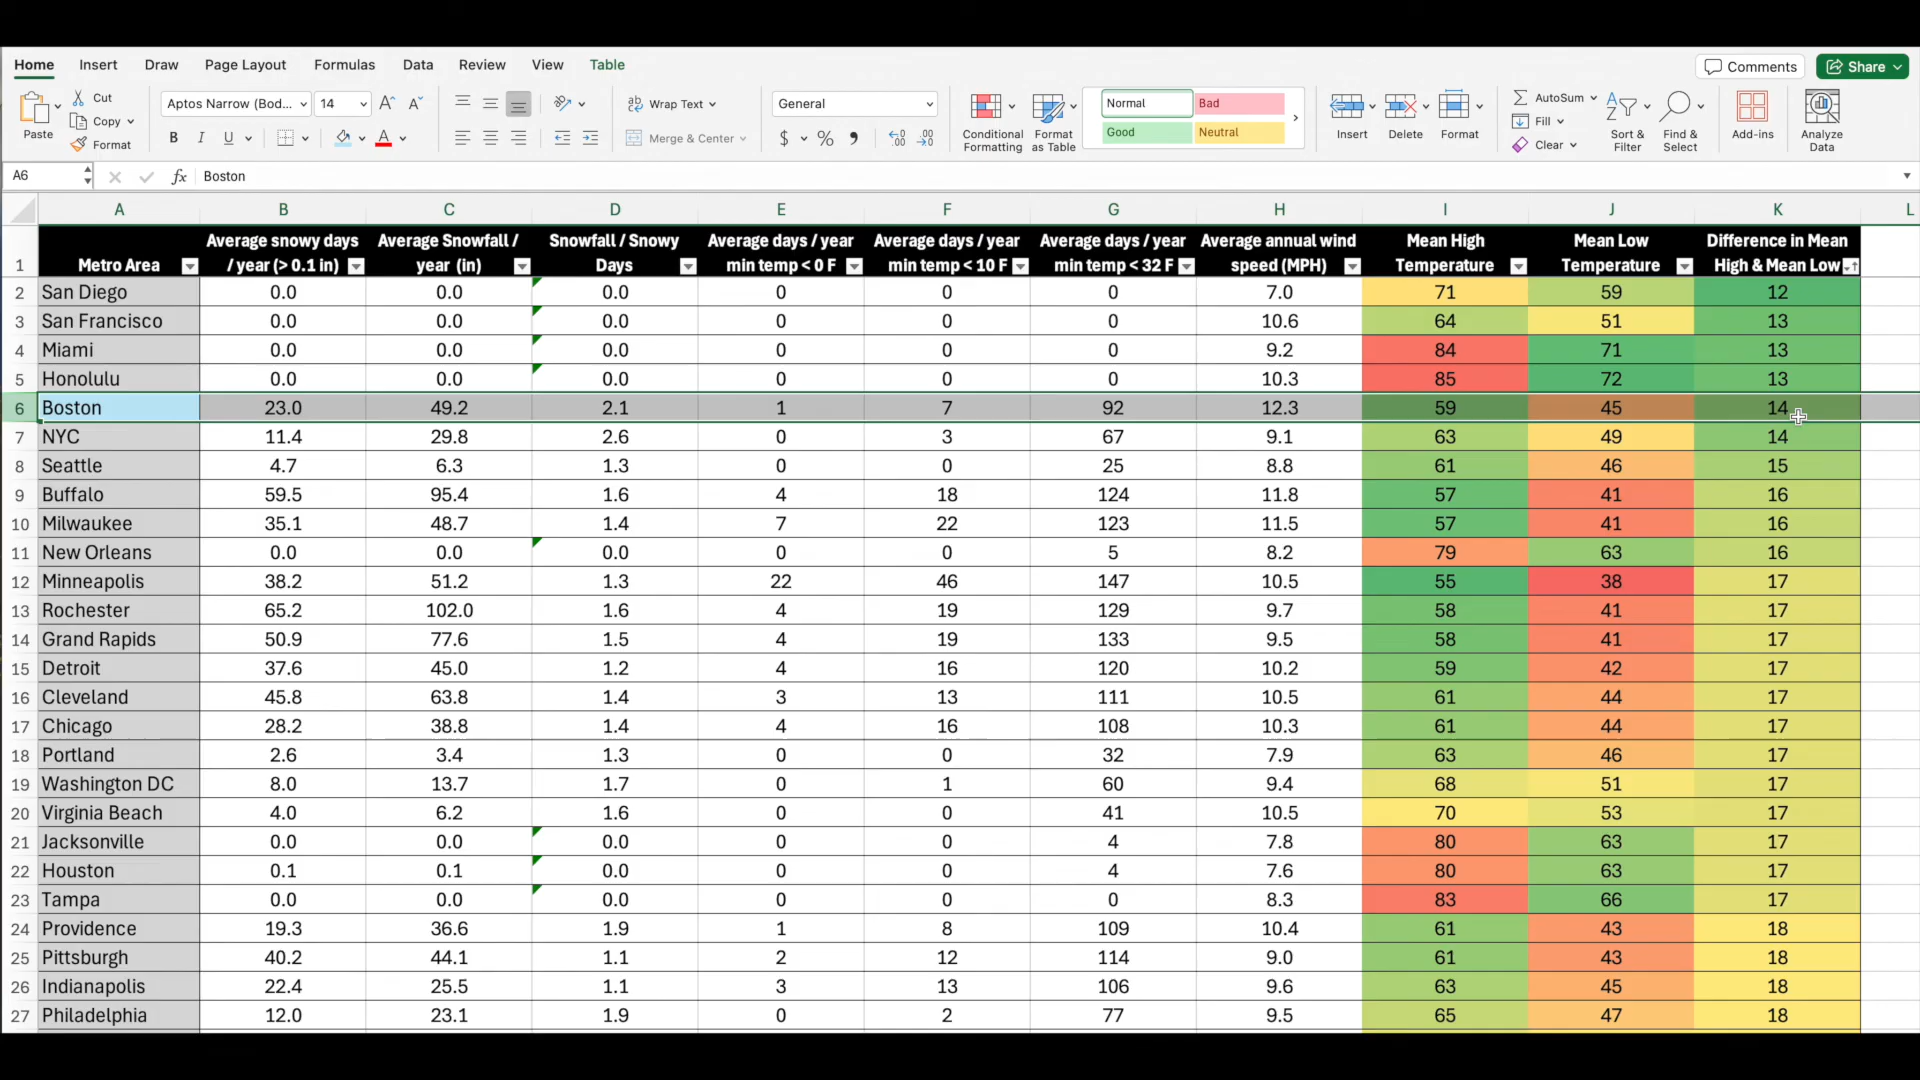 Home Insert Draw Page Layout Formulas Data Review View Table Comments Share
Paste Cut Copy Format Aptos Narrow (Bod... 14 A A B I U A Wrap Text Merge & Center General $ % 9 .00 .00 Conditional Formatting Format as Table Normal Bad Good Neutral Insert Delete Format AutoSum Fill Clear Sort & Filter Find & Select Add-ins Analyze Data
A6 fx Boston
A B C D E F G H I J K L
Average snowy days Average Snowfall / Snowfall / Snowy Average days / year Average days / year Average days / year Average annual wind Mean High Mean Low Difference in Mean
1 Metro Area / year (> 0.1 in) year (in) Days min temp < 0 F min temp < 10 F min temp < 32 F speed (MPH) Temperature Temperature High & Mean Low
2 San Diego 0.0 0.0 0.0 0 0 0 7.0 71 59 12
3 San Francisco 0.0 0.0 0.0 0 0 0 10.6 64 51 13
4 Miami 0.0 0.0 0.0 0 0 0 9.2 84 71 13
5 Honolulu 0.0 0.0 0.0 0 0 0 10.3 85 72 13
6 Boston 23.0 49.2 2.1 1 7 92 12.3 59 45 14
7 NYC 11.4 29.8 2.6 0 3 67 9.1 63 49 14
8 Seattle 4.7 6.3 1.3 0 0 25 8.8 61 46 15
9 Buffalo 59.5 95.4 1.6 4 18 124 11.8 57 41 16
10 Milwaukee 35.1 48.7 1.4 7 22 123 11.5 57 41 16
11 New Orleans 0.0 0.0 0.0 0 0 5 8.2 79 63 16
12 Minneapolis 38.2 51.2 1.3 22 46 147 10.5 55 38 17
13 Rochester 65.2 102.0 1.6 4 19 129 9.7 58 41 17
14 Grand Rapids 50.9 77.6 1.5 4 19 133 9.5 58 41 17
15 Detroit 37.6 45.0 1.2 4 16 120 10.2 59 42 17
16 Cleveland 45.8 63.8 1.4 3 13 111 10.5 61 44 17
17 Chicago 28.2 38.8 1.4 4 16 108 10.3 61 44 17
18 Portland 2.6 3.4 1.3 0 0 32 7.9 63 46 17
19 Washington DC 8.0 13.7 1.7 0 1 60 9.4 68 51 17
20 Virginia Beach 4.0 6.2 1.6 0 0 41 10.5 70 53 17
21 Jacksonville 0.0 0.0 0.0 0 0 4 7.8 80 63 17
22 Houston 0.1 0.1 0.0 0 0 4 7.6 80 63 17
23 Tampa 0.0 0.0 0.0 0 0 0 8.3 83 66 17
24 Providence 19.3 36.6 1.9 1 8 109 10.4 61 43 18
25 Pittsburgh 40.2 44.1 1.1 2 12 114 9.0 61 43 18
26 Indianapolis 22.4 25.5 1.1 3 13 106 9.6 63 45 18
27 Philadelphia 12.0 23.1 1.9 0 2 77 9.5 65 47 18